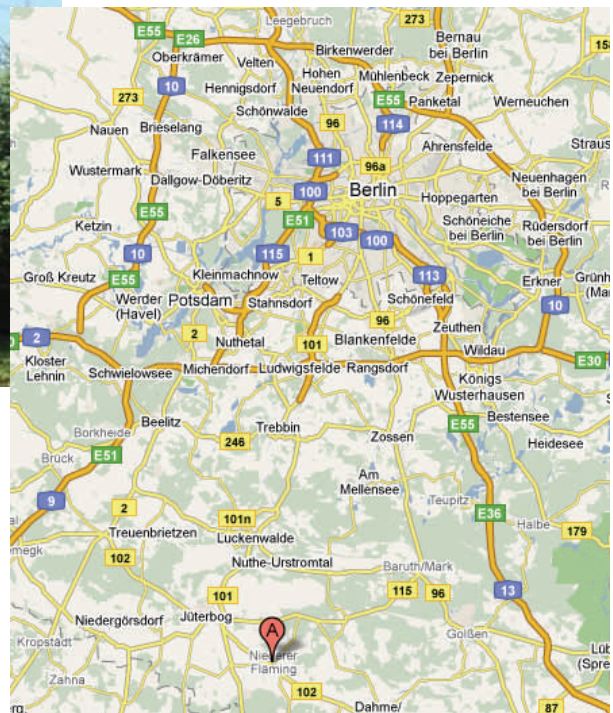 Leegebruch
E55
273
Bernau
bei Berlin
E26
Birkenwerder
Oberkrämer
Velten
Hohen
Neuendorf
Mühlenbeck
Zepernick
10
Hennigsdorf
E55
Panketal
Werneuchen
273
Schönwalde
96
114
Nauen
Brieselang
Ahrensfelde
Falkensee
111
96a
Wustermark
Dallgow-Döberitz
100
Berlin
Hoppegarten
Neuenhagen
bei Berlin
5
E55
E51
Schöneiche
bei Berlin
Rüdersdorf
bei Berlin
Ketzin
103
100
10
115
1
Kleinmachnow
Teltow
113
Groß Kreutz
E55
Erkner
Werder
(Havel)
Potsdam
Stahnsdorf
Schönefeld
10
2
2
96
Zeuthen
Nuthetal
101
Blankenfelde
Wildau
E30
Kloster
Lehnin
Schwielowsee
Michendorf
Ludwigsfelde
Rangsdorf
Königs
Wusterhausen
Beelitz
Trebbin
E55
Bestensee
Borkheide
246
Zossen
Heidesee
Brück
E51
Am
Mellensee
9
2
Teupitz
101n
E36
Halbe
Treuenbrietzen
Luckenwalde
179
102
Nuthe-Urstromtal
Baruth/Mark
101
115
96
13
Niedergörsdorf
Jüterbog
A
Golßen
Kropstädt
Niederer
Fläming
Zahna
102
Dahme/
87